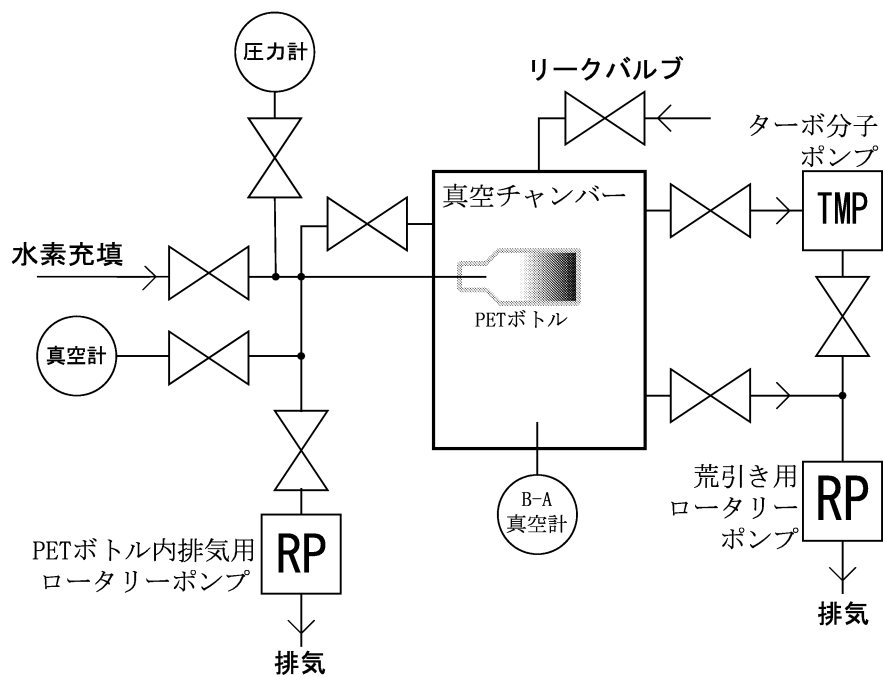 圧力計
リークバルブ
ターボ分子
ポンプ
真空チャンバー
TMP
水素充填
PETボトル
真空計
B-A
真空計
荒引き用
ロータリー
ポンプ
RP
PETボトル内排気用
ロータリーポンプ
RP
排気
排気